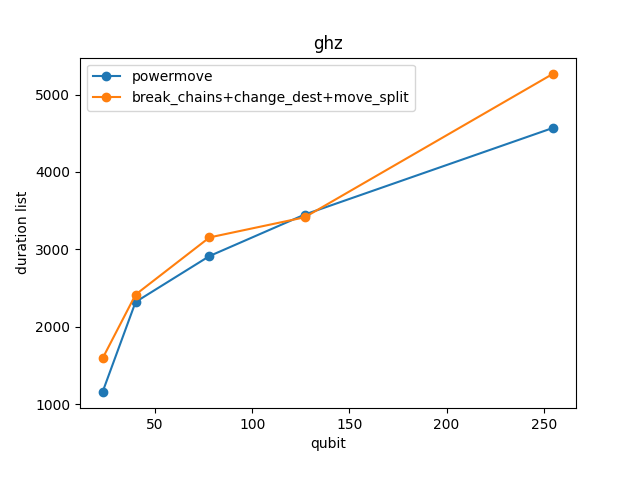 ghz
powermove
break_chains+change_dest+move_split
5000
4000
3000
2000
1000
duration list
50
100
150
200
250
qubit